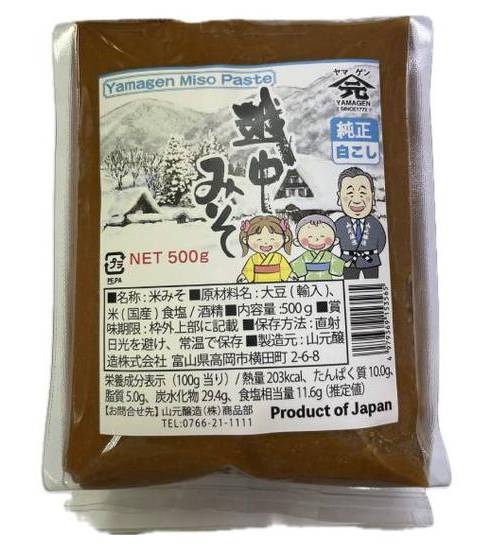 Yamagen Miso Paste
ヤマ ゲン
YAMAGEN
SINCE1772
純正
白こし
越中
みそ
NET 500g
プラ
PE,PA
■名称：米みそ ■原材料名：大豆(輸入)、
米(国産)食塩/酒精 ■内容量:500g ■賞
味期限：枠外上部に記載 ■保存方法：直射
日光を避け、常温で保存 ■製造元：山元醸
造株式会社 富山県高岡市横田町 2-6-8
4979369153565
栄養成分表示（100g 当り）/ 熱量 203kcal、たんぱく質 10.0g、
脂質 5.0g、炭水化物 29.4g、食塩相当量 11.6g (推定値)
【お問合せ先】山元醸造(株)商品部
TEL:0766-21-1111
Product of Japan